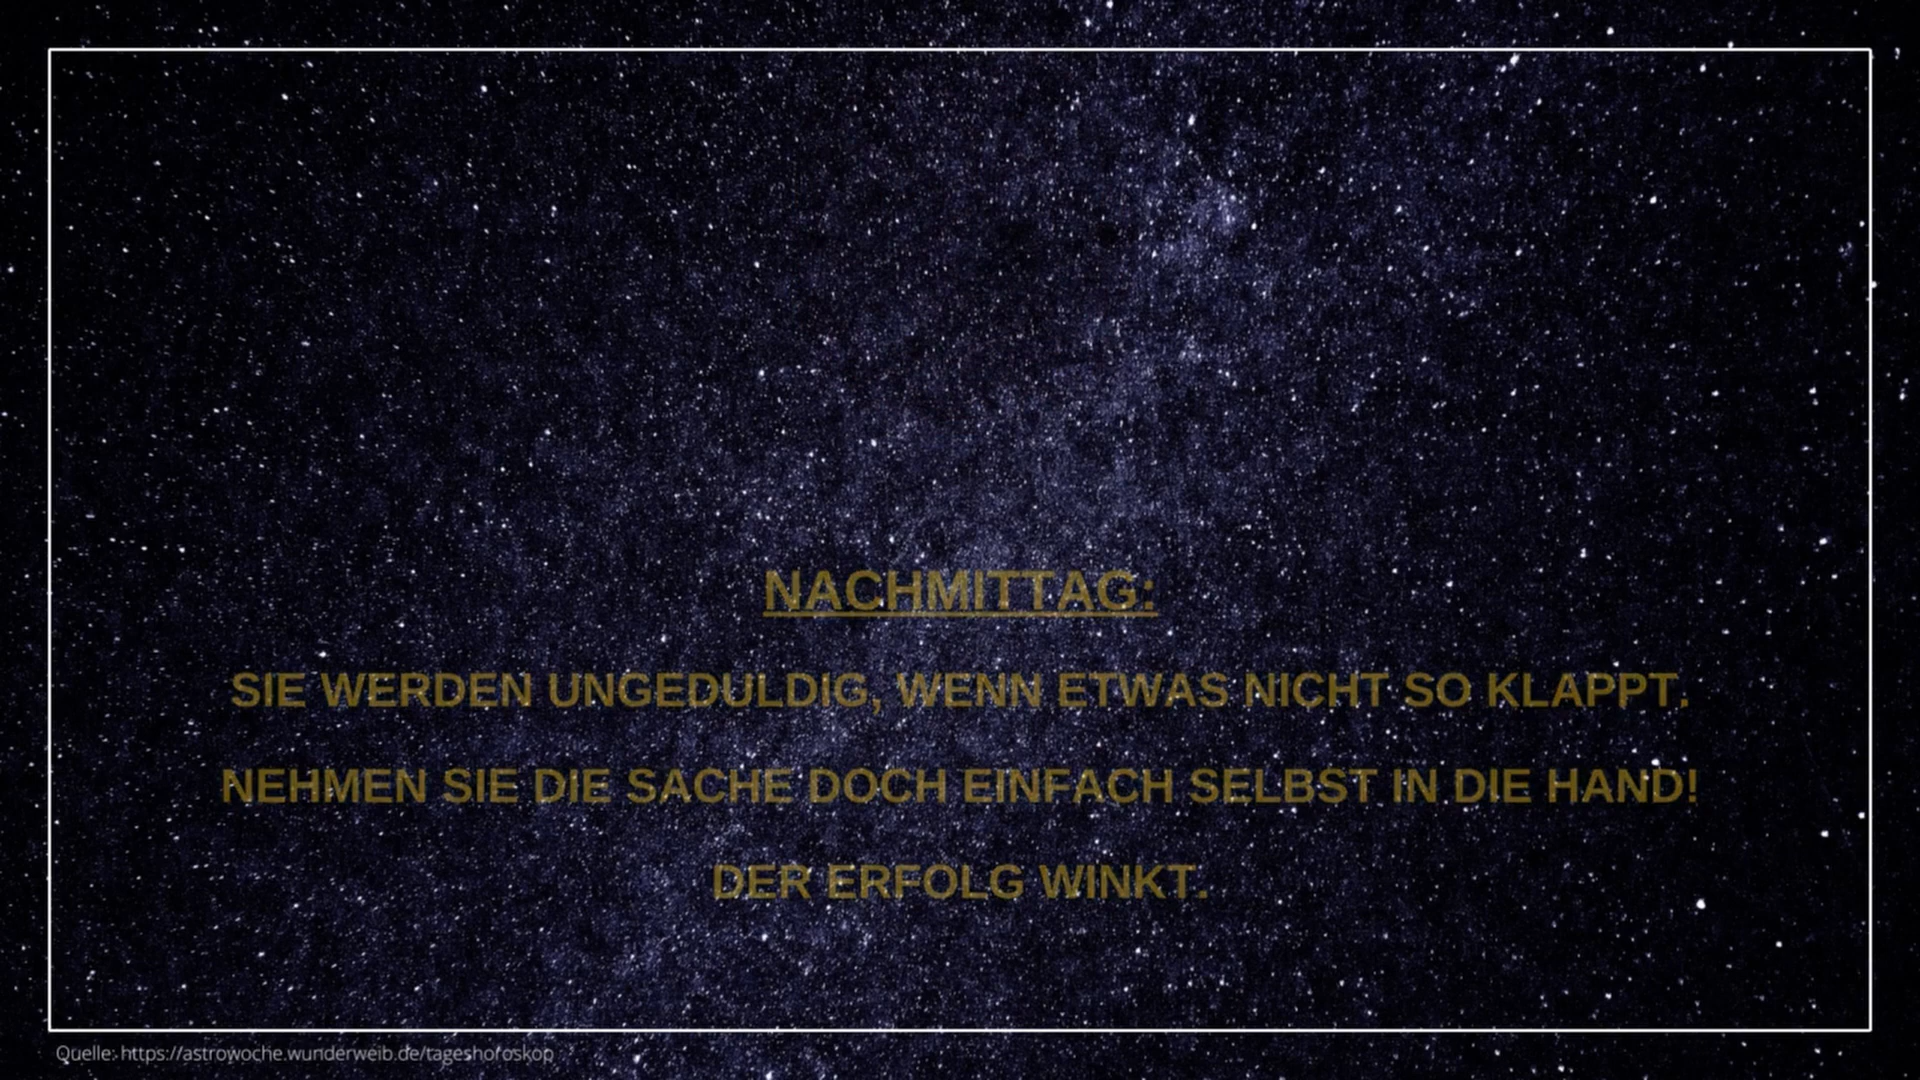 NACHMITTAG:
SIE WERDEN UNGEDULDIG, WENN ETWAS NICHT SO KLAPPT.
NEHMEN SIE DIE SACHE DOCH EINFACH SELBST IN DIE HAND!
DER ERFOLG WINKT.
Quelle: https://astrowoche.wunderweib.de/tageshoroskop